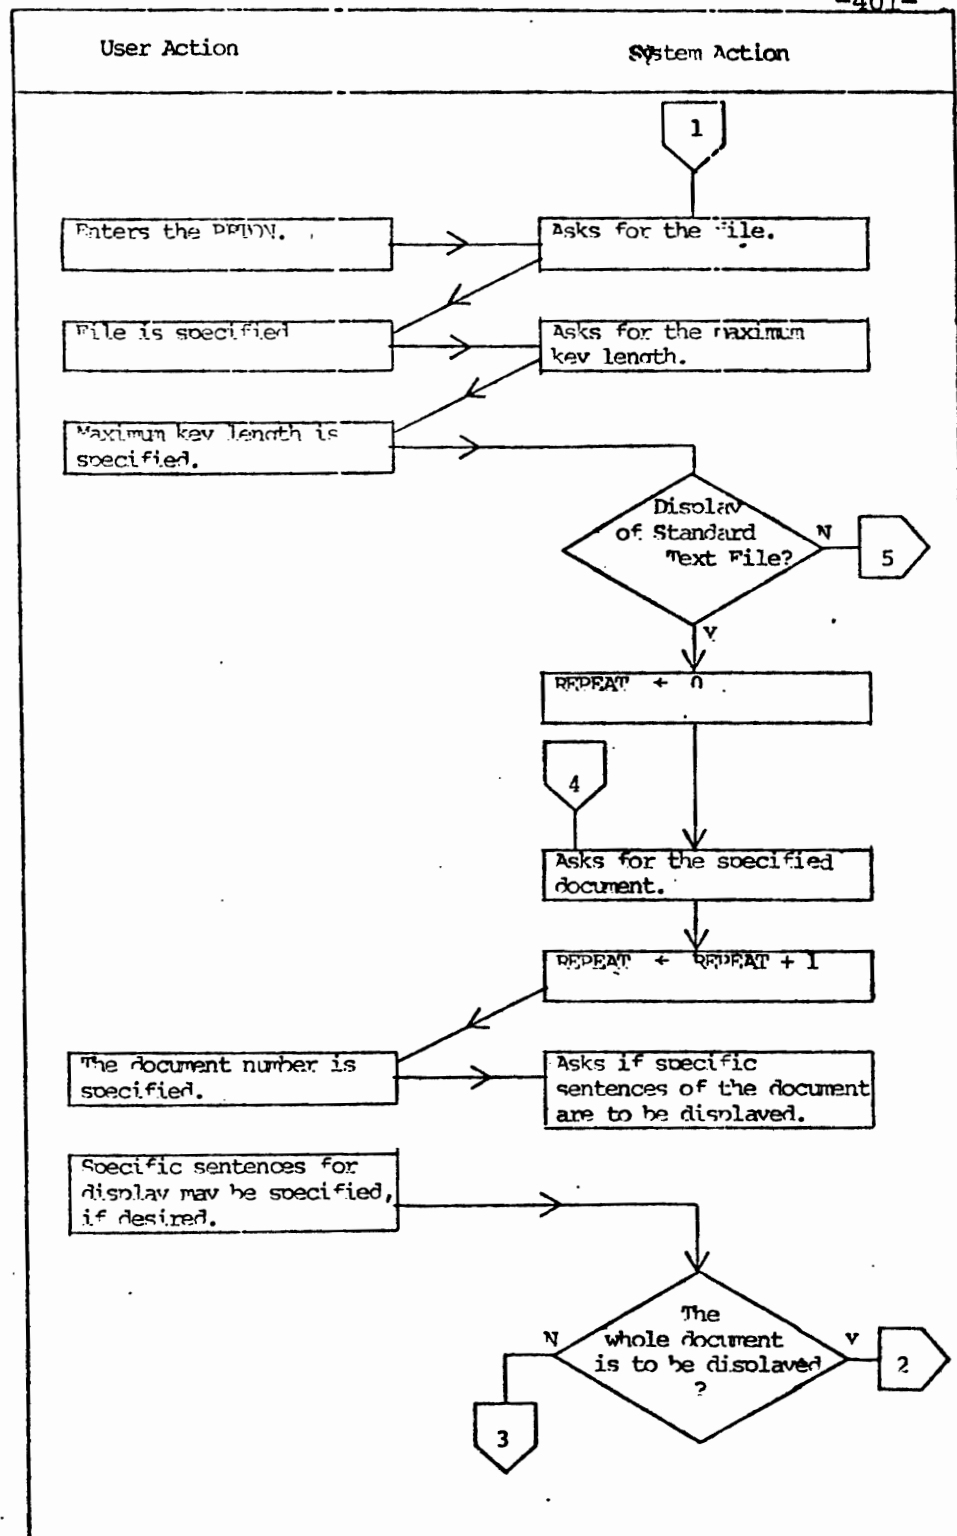 -407-
User Action
System Action
1
Enters the
Asks for the File.
File is specified
Asks for the maximum
key length.
Maximum key length is
specified.
Display
of Standard
Text File?
N
5
Y
REPEAT ← 0
4
Asks for the specified
document.
REPEAT ← REPEAT + 1
The document number is
specified.
Asks if specific
sentences of the document
are to be displayed.
Specific sentences for
display may be specified,
if desired.
The
whole document
is to be displayed
?
N
Y
2
3